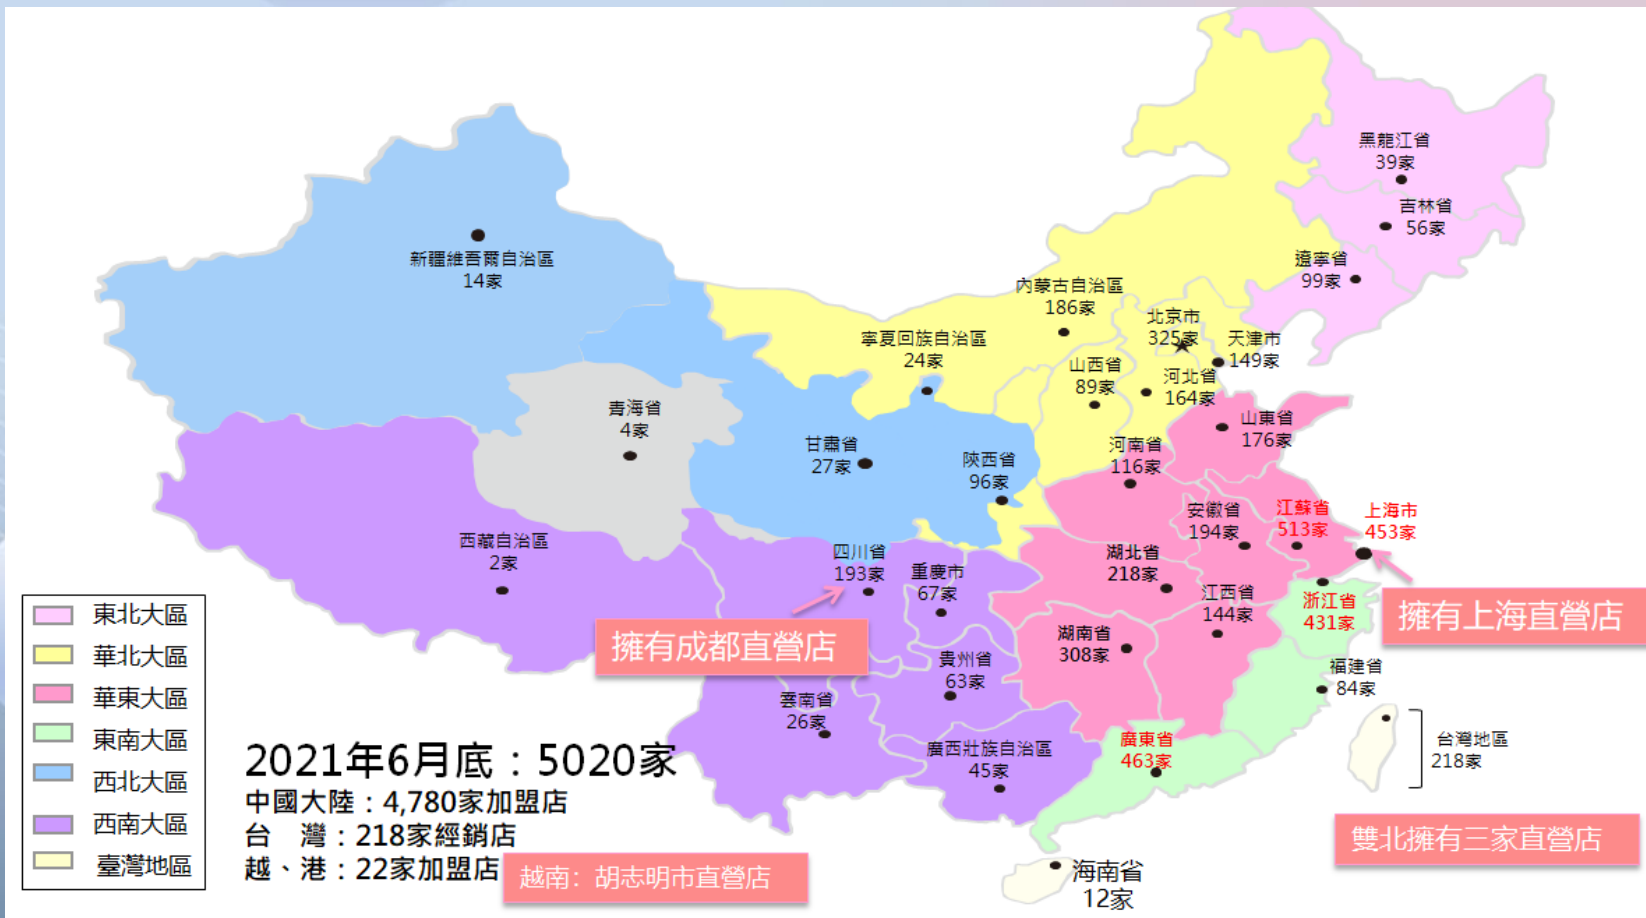 黑龍江省
39家
吉林省
56家
遼寧省
99家
新疆維吾爾自治區
14家
內蒙古自治區
186家
北京市
325家
天津市
149家
寧夏回族自治區
24家
山西省
89家
河北省
164家
青海省
4家
山東省
176家
甘肅省
27家
河南省
116家
陝西省
96家
安徽省
194家
江蘇省
513家
上海市
453家
西藏自治區
2家
四川省
193家
湖北省
218家
重慶市
67家
江西省
144家
浙江省
431家
擁有上海直營店
擁有成都直營店
湖南省
308家
貴州省
63家
福建省
84家
雲南省
26家
廣西壯族自治區
45家
廣東省
463家
台灣地區
218家
雙北擁有三家直營店
海南省
12家
東北大區
華北大區
華東大區
東南大區
西北大區
西南大區
臺灣地區
2021年6月底：5020家
中國大陸：4,780家加盟店
台　灣：218家經銷店
越、港：22家加盟店
越南：胡志明市直營店